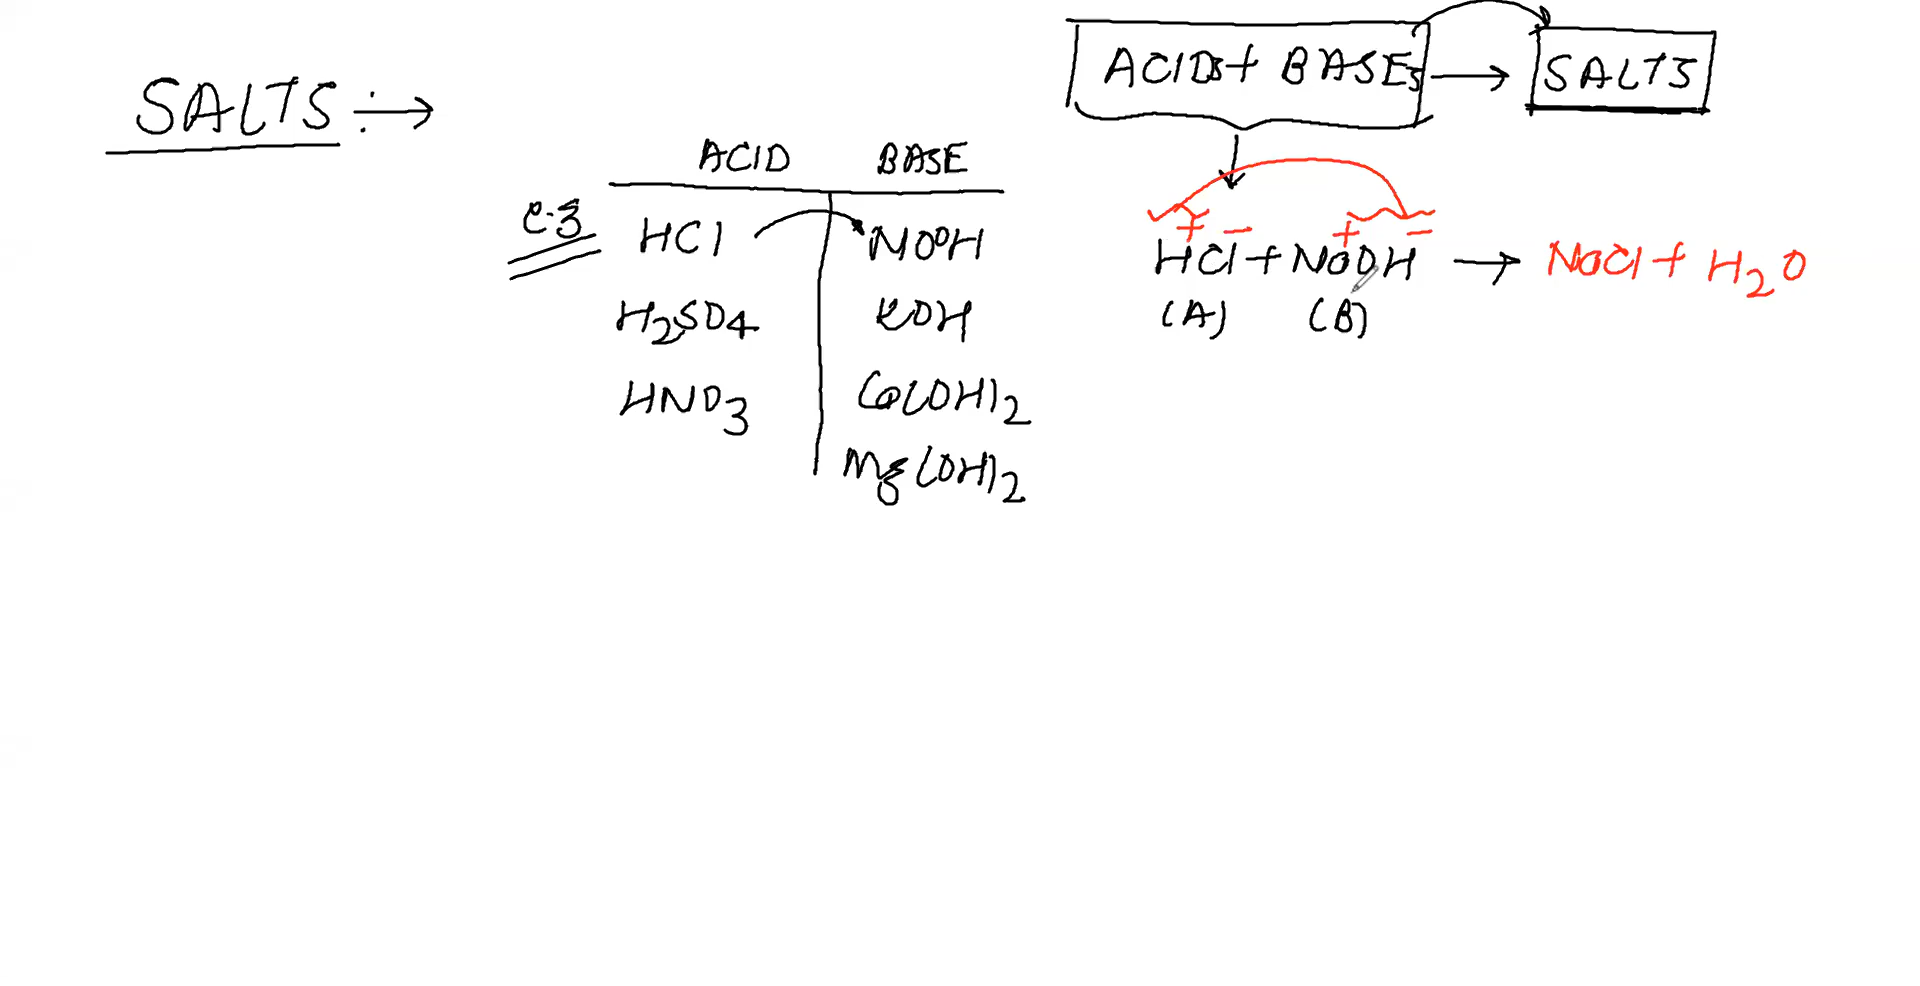 ACIDS + BASES → SALTS
SALTS :→
ACID BASE
e.g HCl NaOH
H2SO4 KOH
HNO3 Ca(OH)2
Mg(OH)2
+ - + -
HCl + NaOH → NaCl + H2O
(A) (B)